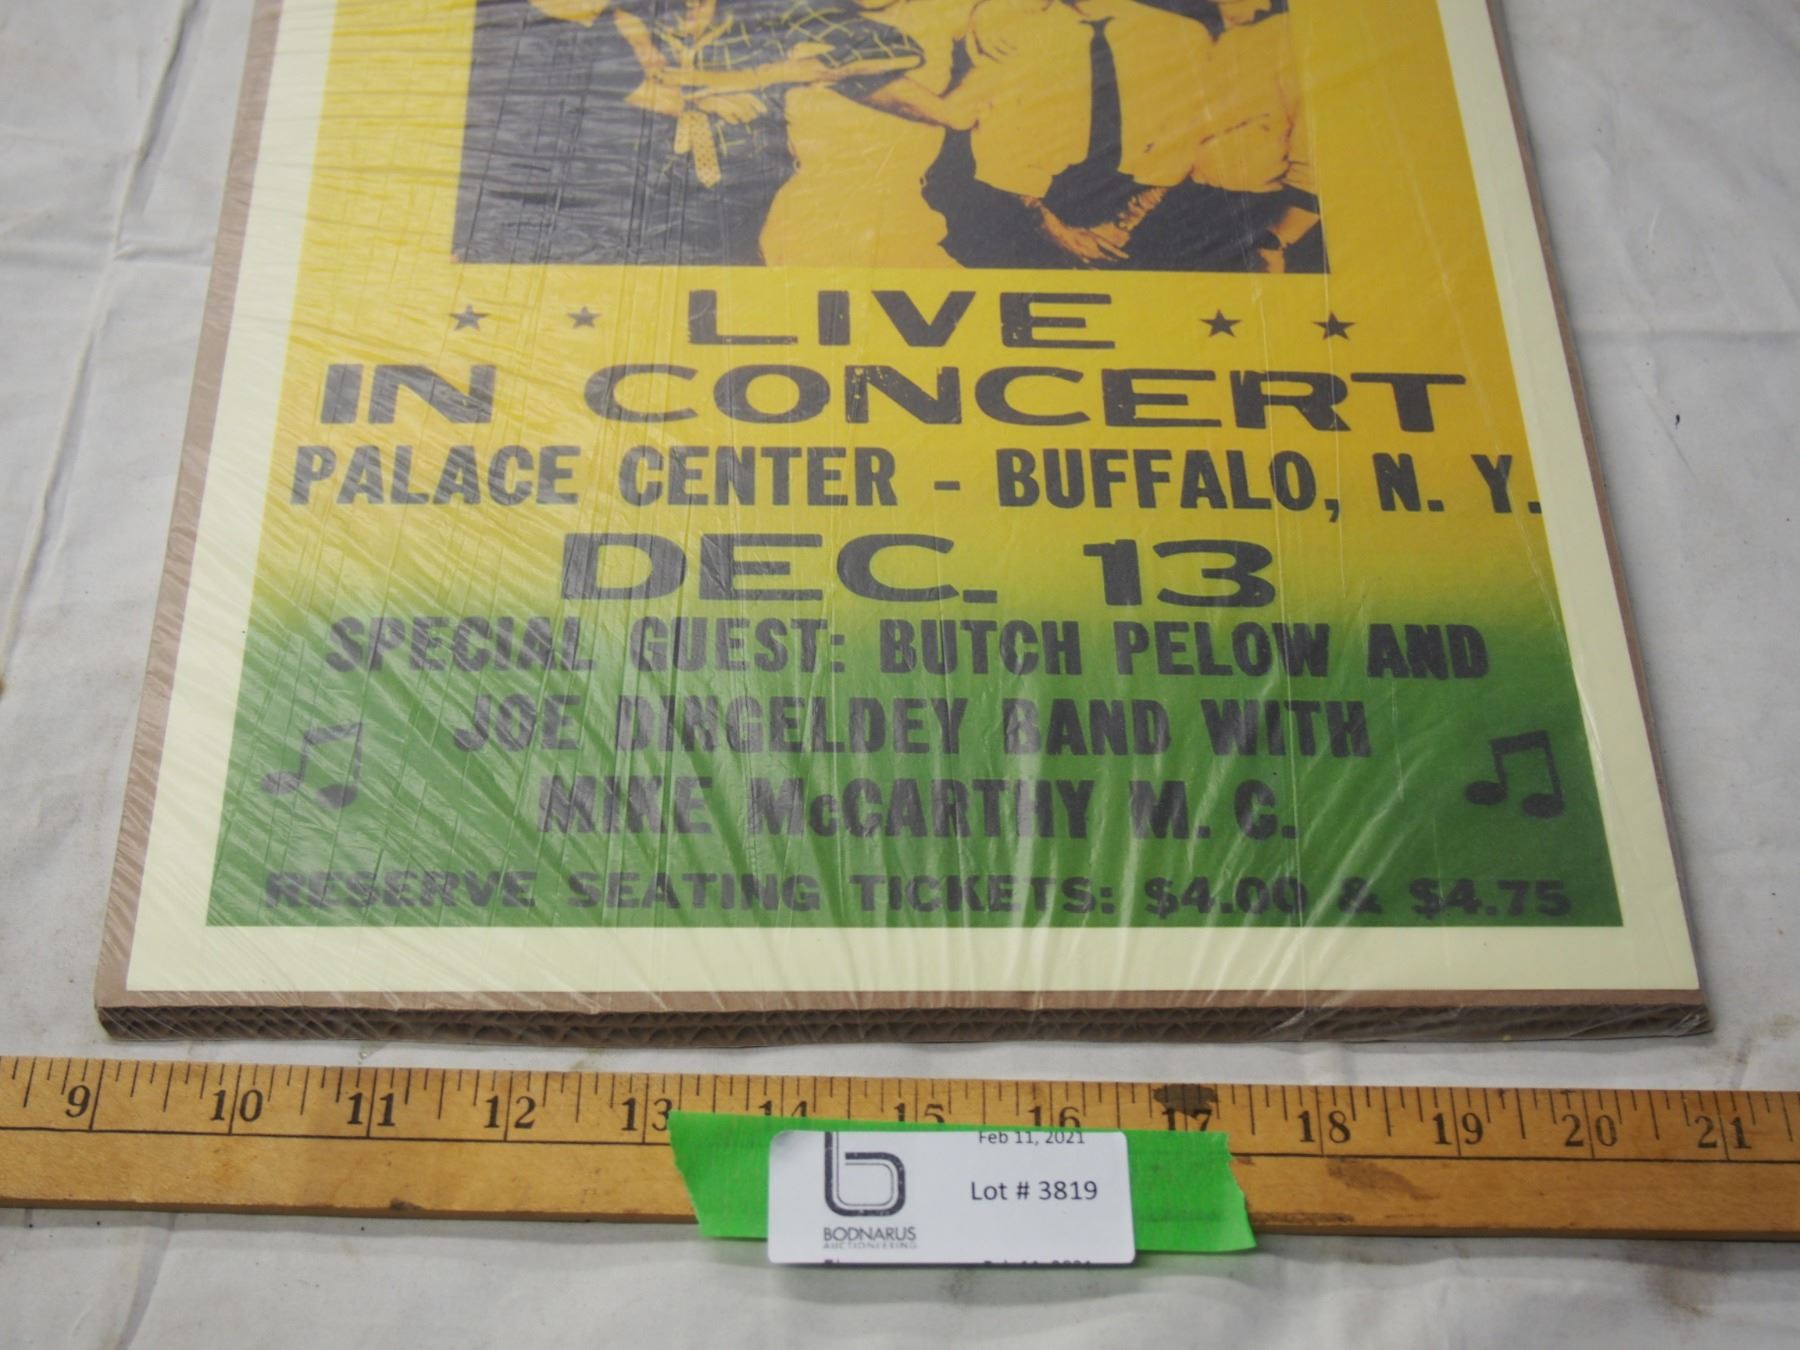 LIVE
IN CONCERT
PALACE CENTER - BUFFALO, N. Y.
DEC. 13
SPECIAL GUEST: BUTCH PELOW AND
JOE DINGELDEY BAND WITH
MIKE McCARTHY M. C.
RESERVE SEATING TICKETS: $4.00 & $4.75
9 10 11 12 13 14 15 16 17 18 19 20 21
Feb 11, 2021
Lot # 3819
BODNARUS
AUCTIONEERING